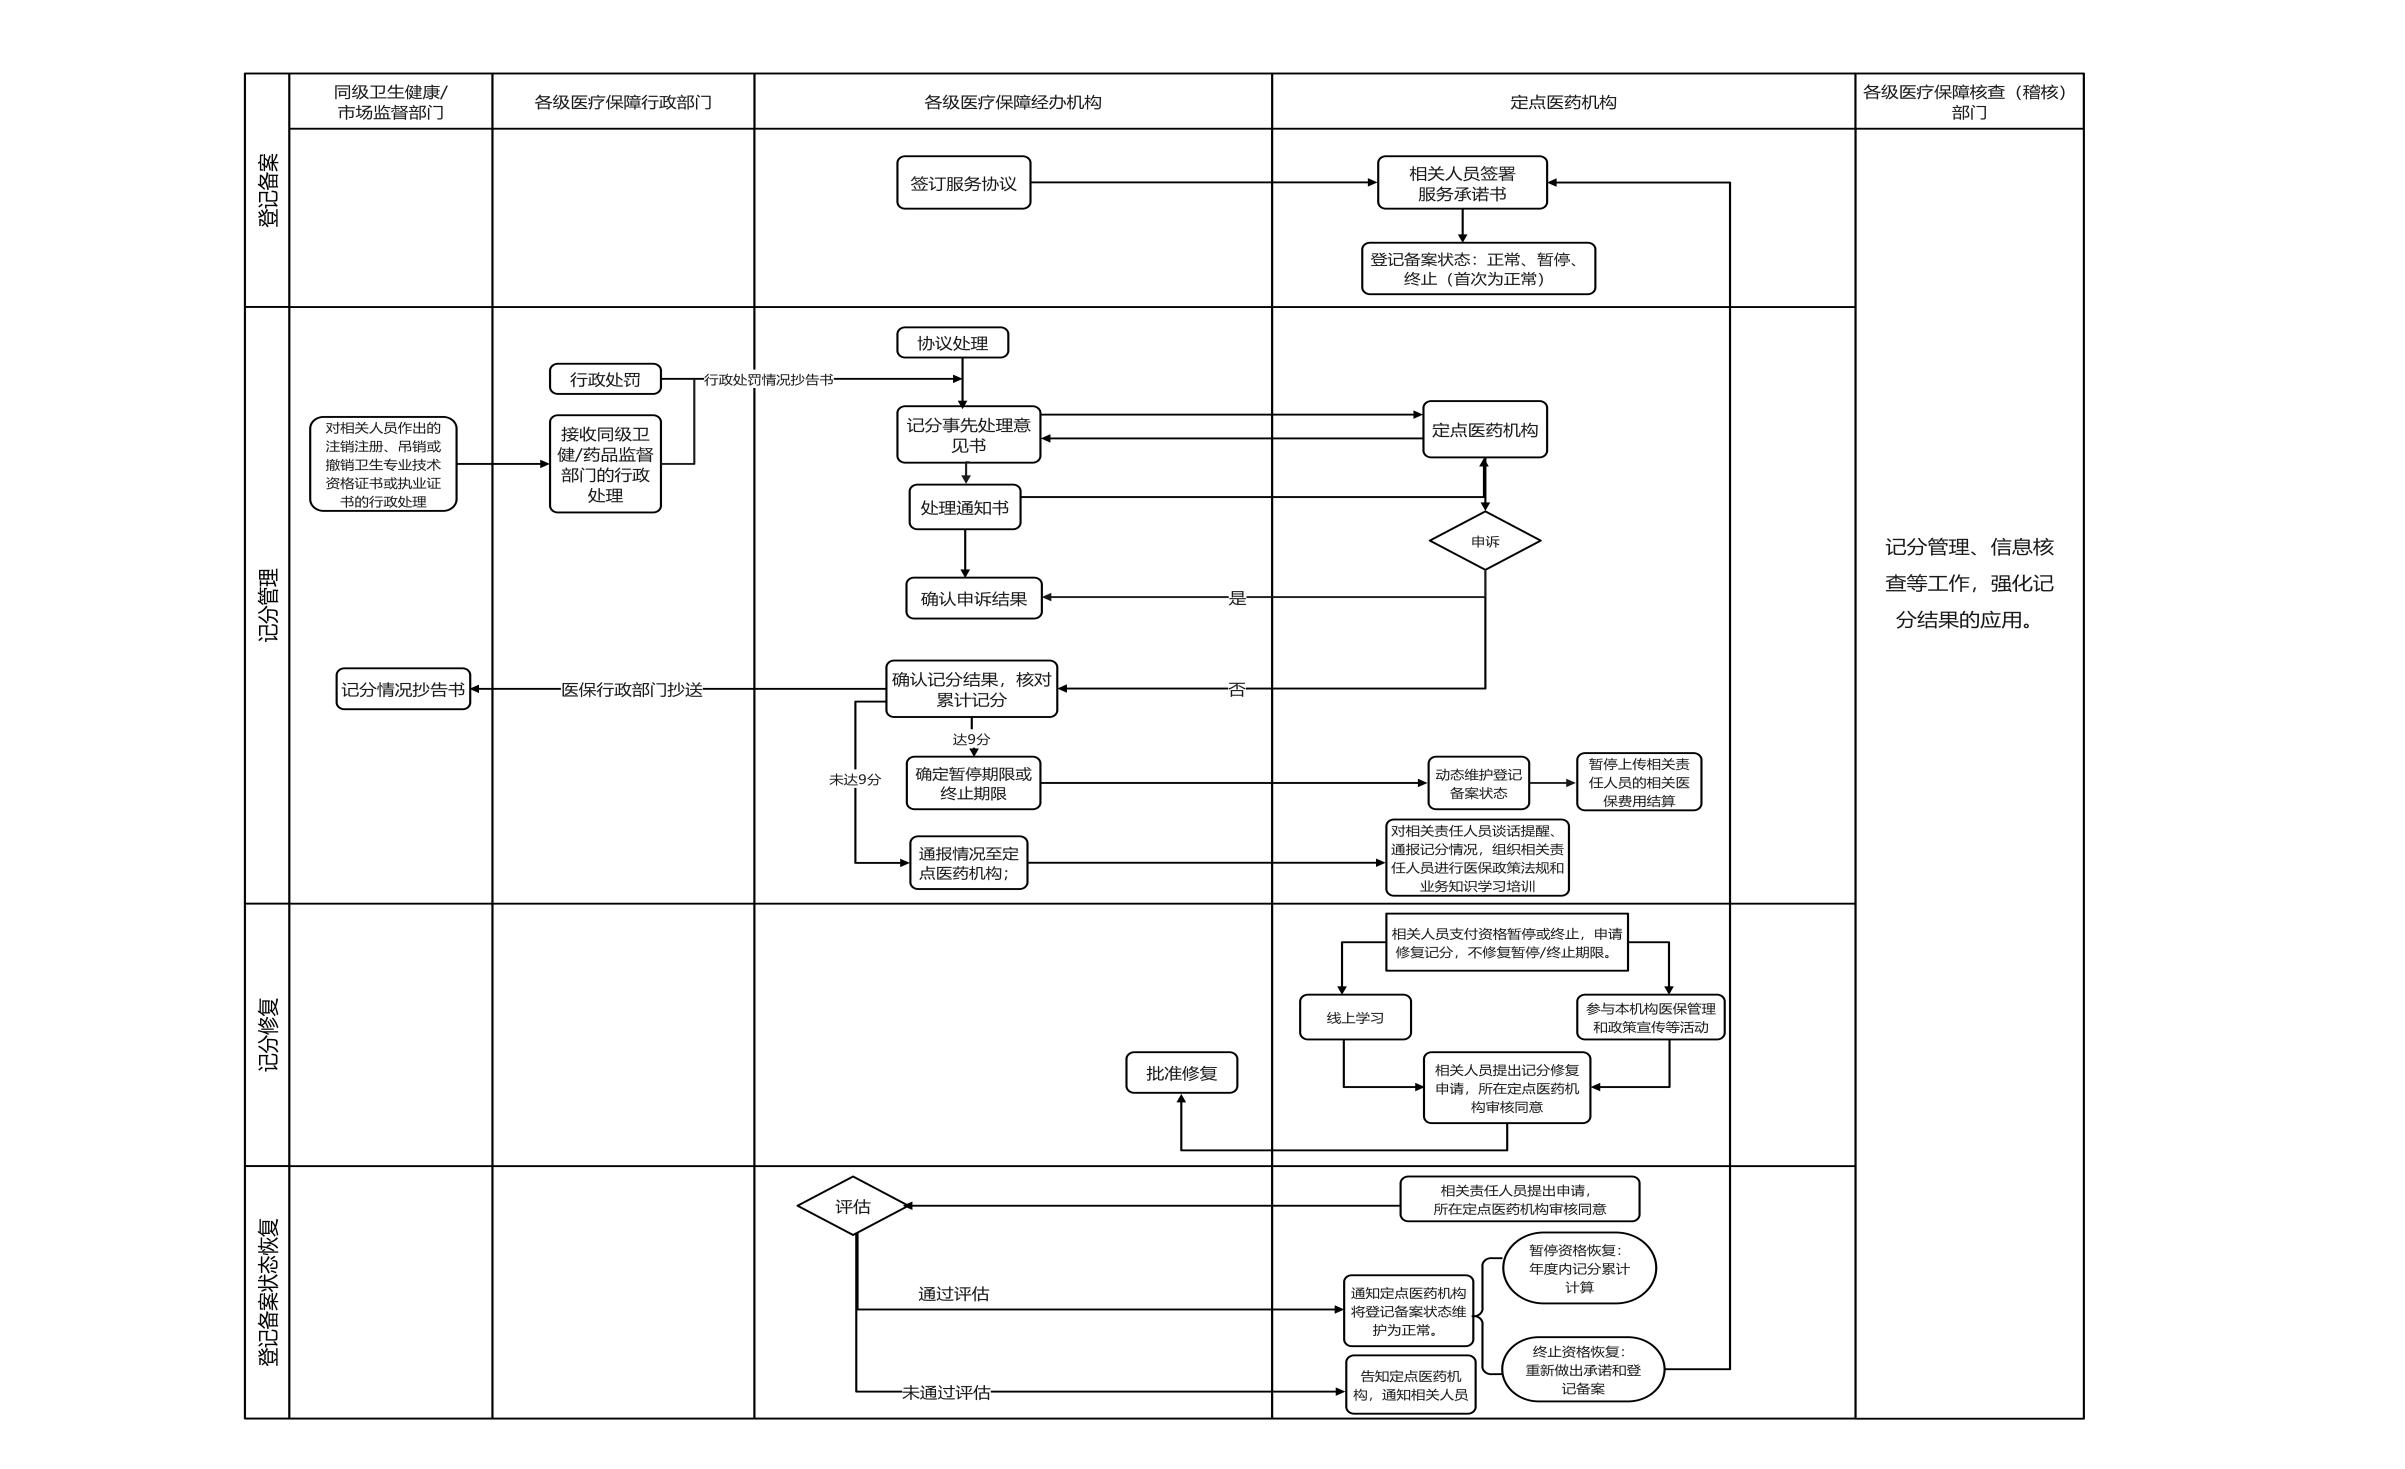 同级卫生健康/
市场监督部门
各级医疗保障行政部门
各级医疗保障经办机构
定点医药机构
各级医疗保障核查（稽核）
部门
登记备案
签订服务协议
相关人员签署
服务承诺书
登记备案状态：正常、暂停、
终止（首次为正常）
记分管理
协议处理
行政处罚
行政处罚情况抄告书
对相关人员作出的
注销注册、吊销或
撤销卫生专业技术
资格证书或执业证
书的行政处理
接收同级卫
健/药品监督
部门的行政
处理
记分事先处理意
见书
定点医药机构
处理通知书
申诉
确认申诉结果
是
记分情况抄告书
医保行政部门抄送
确认记分结果，核对
累计记分
否
达9分
未达9分
确定暂停期限或
终止期限
动态维护登记
备案状态
暂停上传相关责
任人员的相关医
保费用结算
通报情况至定
点医药机构；
对相关责任人员谈话提醒、
通报记分情况，组织相关责
任人员进行医保政策法规和
业务知识学习培训
记分管理、信息核
查等工作，强化记
分结果的应用。
记分修复
相关人员支付资格暂停或终止，申请
修复记分，不修复暂停/终止期限。
线上学习
参与本机构医保管理
和政策宣传等活动
批准修复
相关人员提出记分修复
申请，所在定点医药机
构审核同意
登记备案状态恢复
评估
相关责任人员提出申请，
所在定点医药机构审核同意
通过评估
通知定点医药机构
将登记备案状态维
护为正常。
暂停资格恢复：
年度内记分累计
计算
终止资格恢复：
重新做出承诺和登
记备案
未通过评估
告知定点医药机
构，通知相关人员